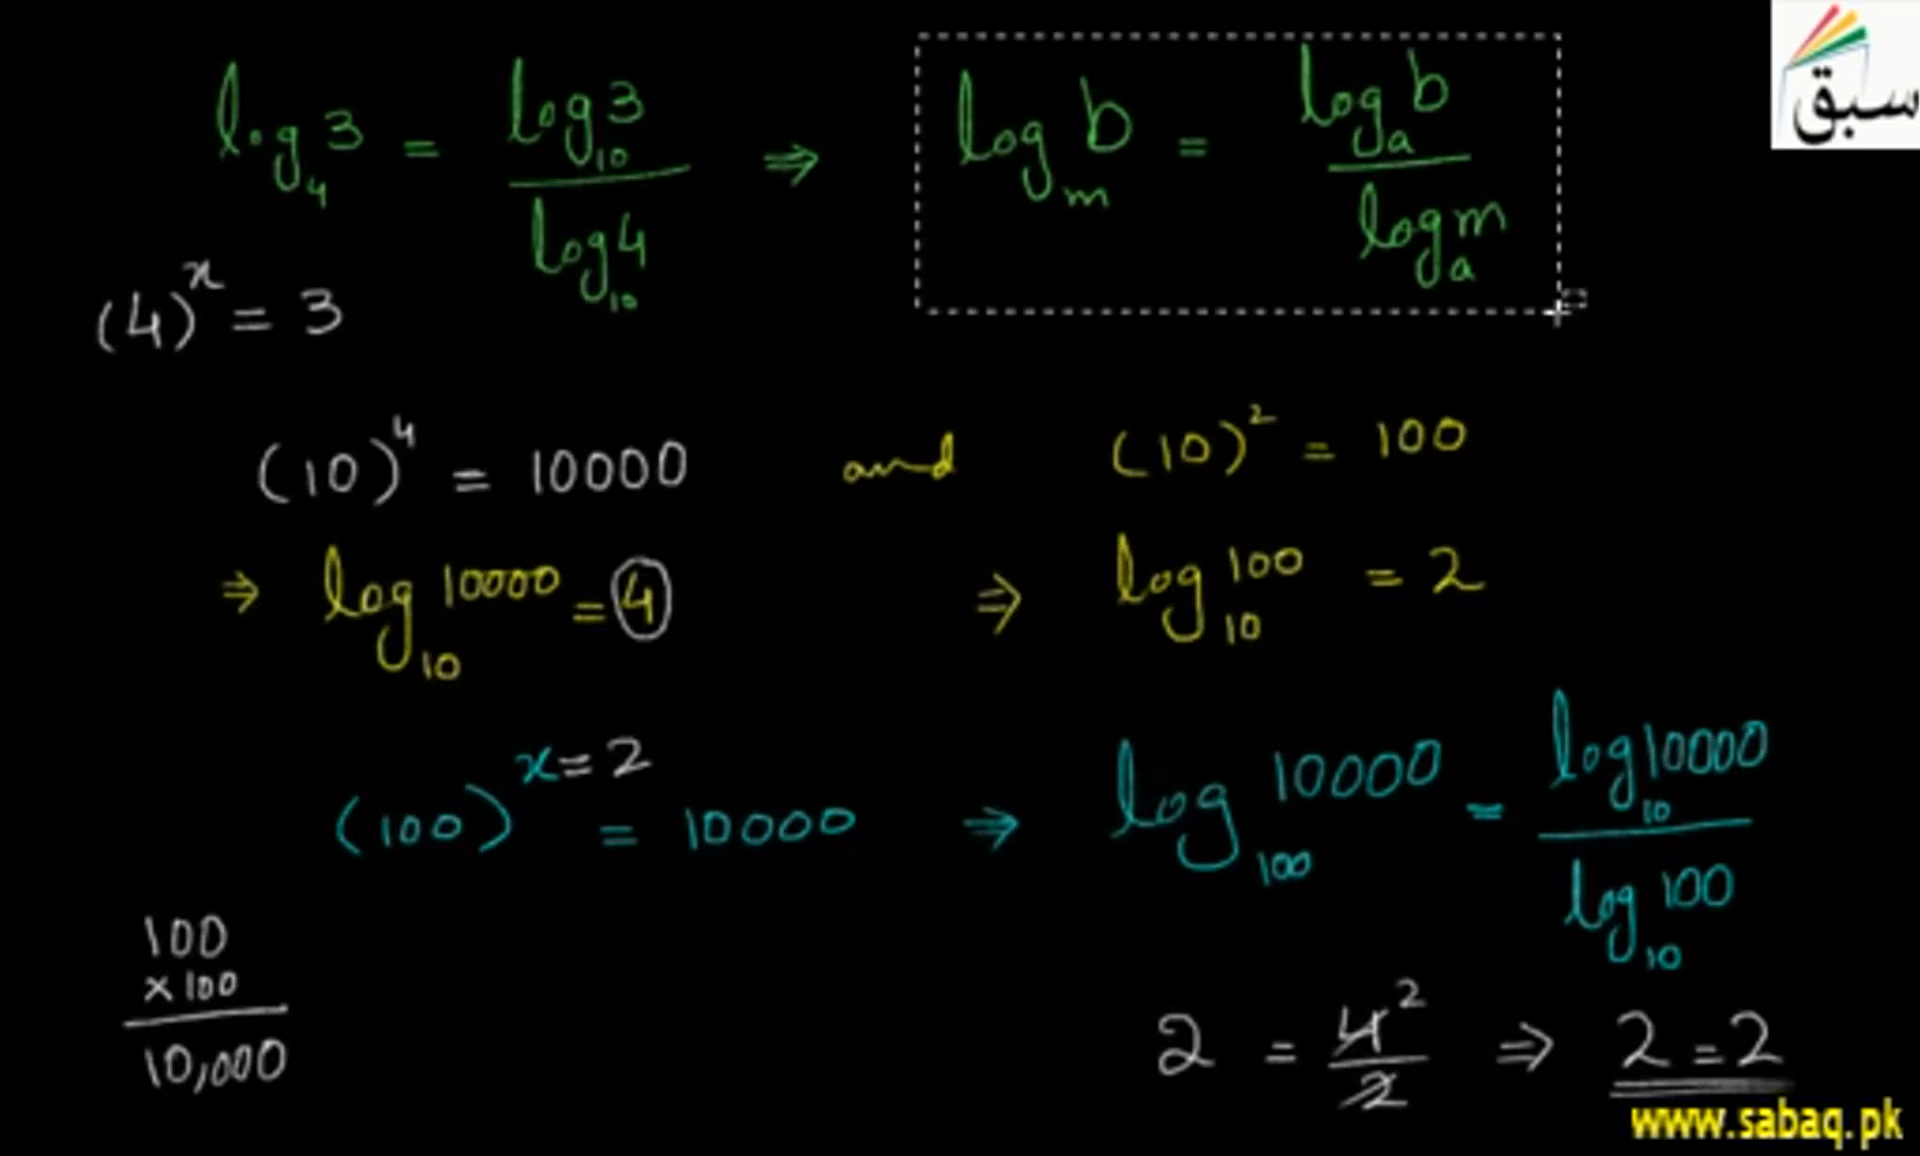 سبق
log₄ 3 = log₁₀ 3 / log₁₀ 4 ⇒ logₘ b = logₐ b / logₐ m
(4)ˣ = 3
(10)⁴ = 10000 and (10)² = 100
⇒ log₁₀ 10000 = 4 ⇒ log₁₀ 100 = 2
(100)ˣ⁼² = 10000 ⇒ log₁₀₀ 10000 = log₁₀ 10000 / log₁₀ 100
100
×100
10,000
2 = 4² / 2 ⇒ 2 = 2
www.sabaq.pk